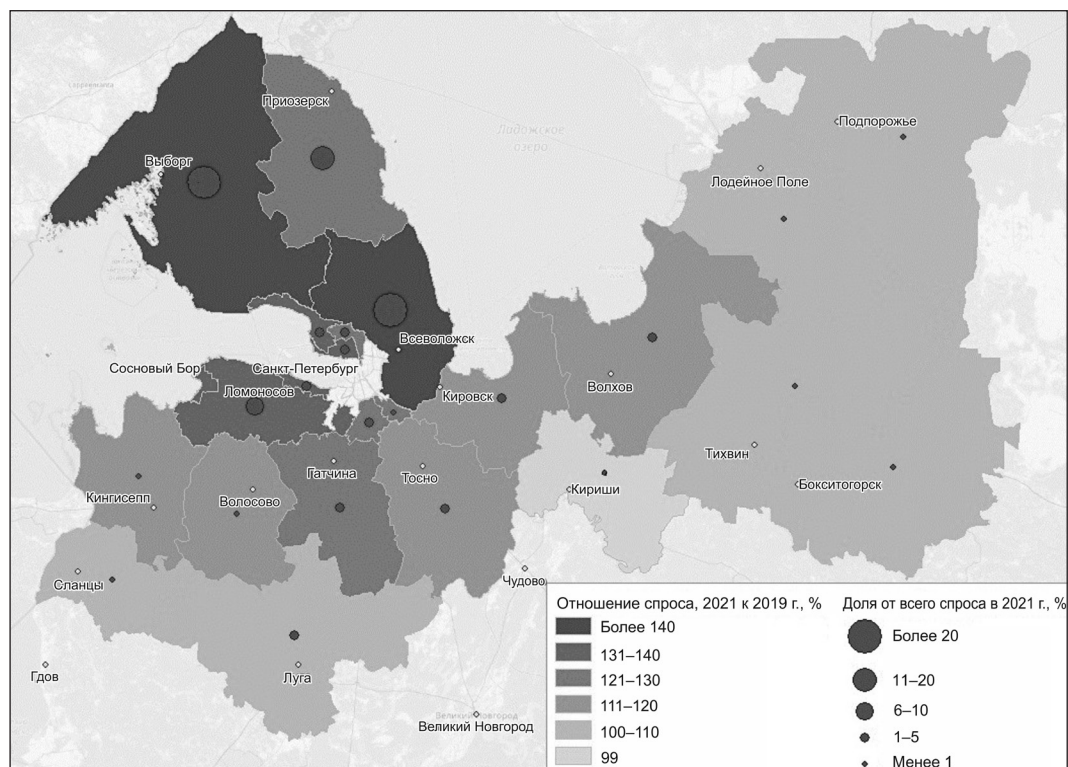 Приозерск
Ладожское
озеро
Подпорожье
Выборг
Лодейное Поле
Всеволожск
Сосновый Бор
Санкт-Петербург
Ломоносов
Кировск
Волхов
Тихвин
Гатчина
Тосно
Бокситогорск
Кириши
Кингисепп
Волосово
Чудово
Сланцы
Гдов
Луга
Великий Новгород
Великий Новгород
Отношение спроса, 2021 к 2019 г., %
Более 140
131–140
121–130
111–120
100–110
99
Доля от всего спроса в 2021 г., %
Более 20
11–20
6–10
1–5
Менее 1